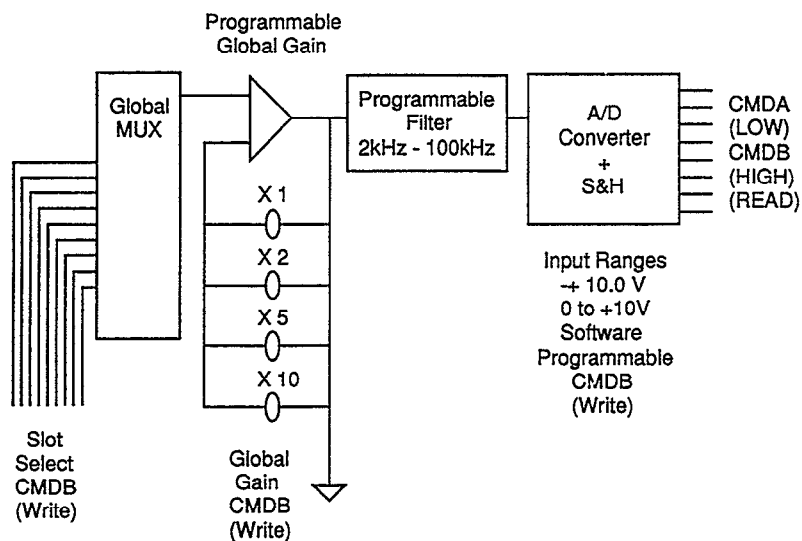 Programmable
Global Gain
Global
MUX
Programmable
Filter
2kHz - 100kHz
A/D
Converter
+
S&H
CMDA
(LOW)
CMDB
(HIGH)
(READ)
X 1
X 2
X 5
X 10
Input Ranges
-+ 10.0 V
0 to +10V
Software
Programmable
CMDB
(Write)
Slot
Select
CMDB
(Write)
Global
Gain
CMDB
(Write)